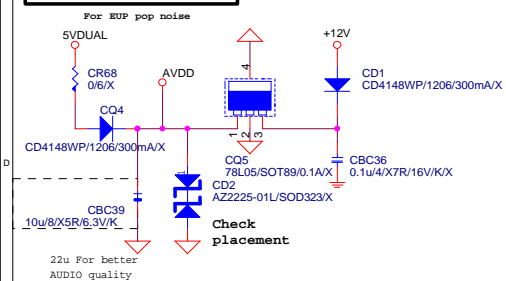 For EUP pop noise
5VDUAL
+12V
AVDD
4
CR68
0/6/X
CD1
CD4148WP/1206/300mA/X
CQ4
CD4148WP/1206/300mA/X
1
2
3
CQ5
78L05/SOT89/0.1A/X
CBC36
0.1u/4/X7R/16V/K/X
D
1
CD2
AZ2225-01L/SOD323/X
CBC39
10u/8/X5R/6.3V/K
Check
placement
22u For better
AUDIO quality